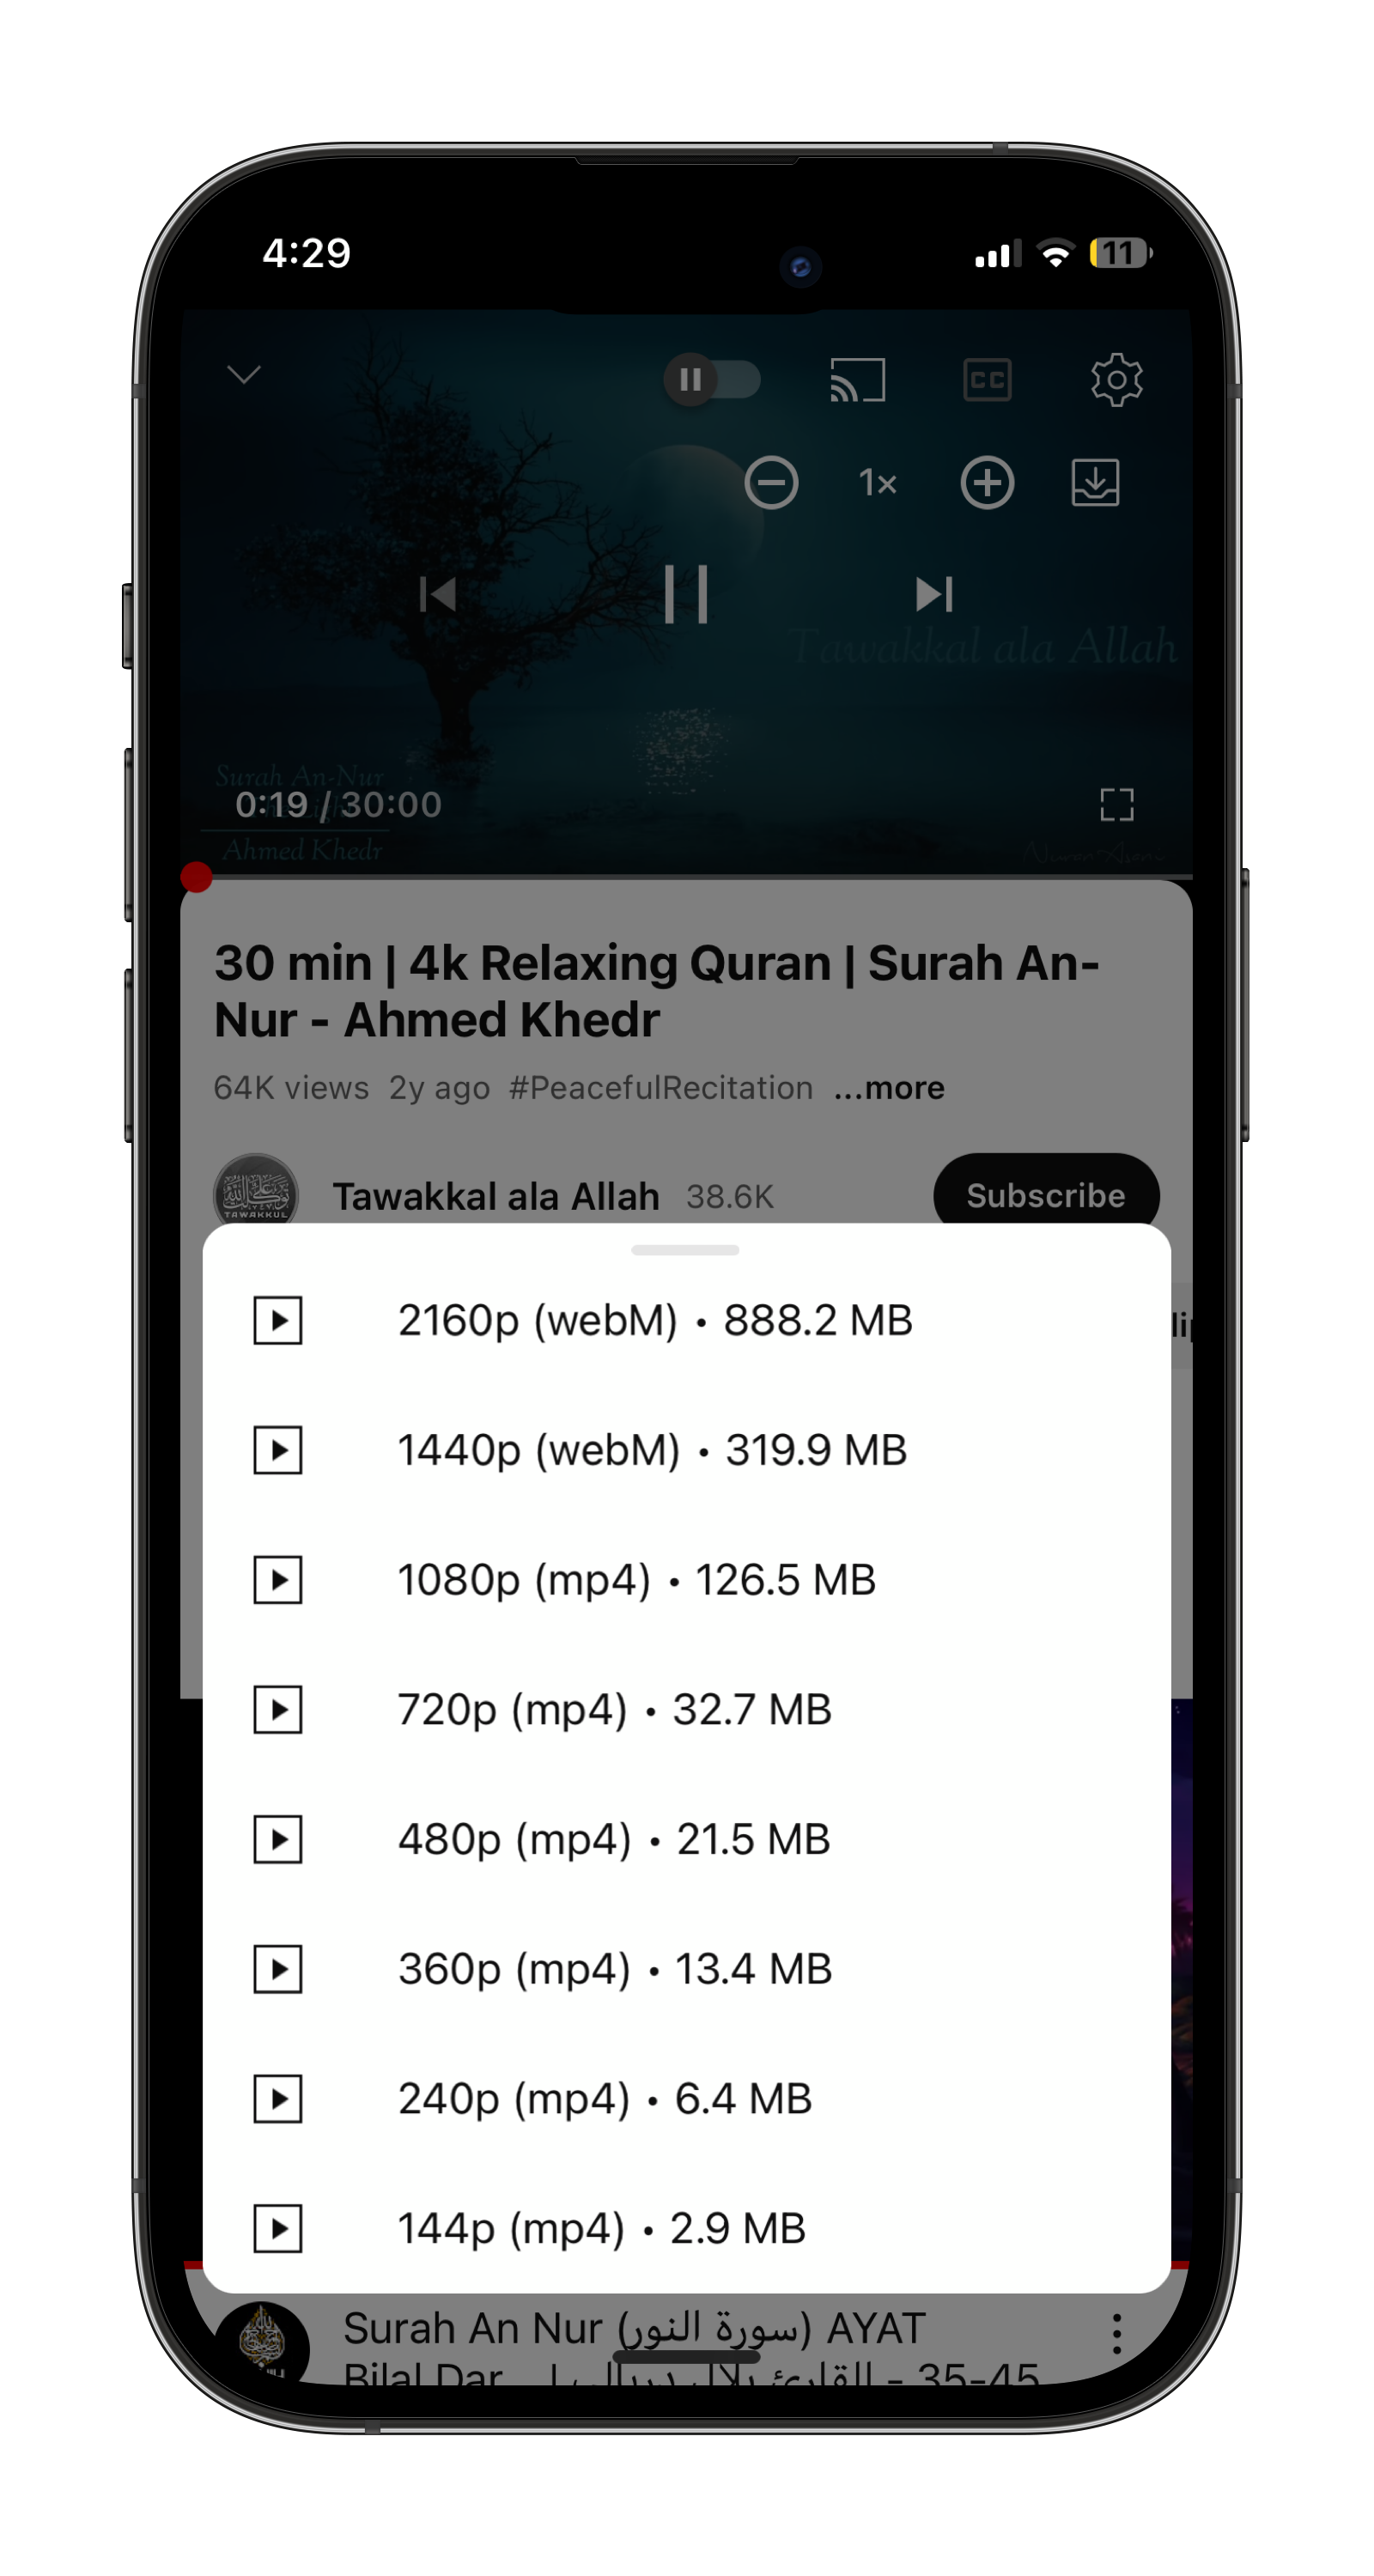 4:29
11
CC
1×
Tawakkal ala Allah
Surah An-Nur
0:19 / 30:00
Ahmed Khedr
30 min | 4k Relaxing Quran | Surah An-
Nur - Ahmed Khedr
64K views 2y ago #PeacefulRecitation ...more
TAWAKKUL
Tawakkal ala Allah 38.6K
Subscribe
2160p (webM) • 888.2 MB
1440p (webM) • 319.9 MB
1080p (mp4) • 126.5 MB
720p (mp4) • 32.7 MB
480p (mp4) • 21.5 MB
360p (mp4) • 13.4 MB
240p (mp4) • 6.4 MB
144p (mp4) • 2.9 MB
Surah An Nur (سورة النور) AYAT
35-45 - القارئ بلال Bilal Dar